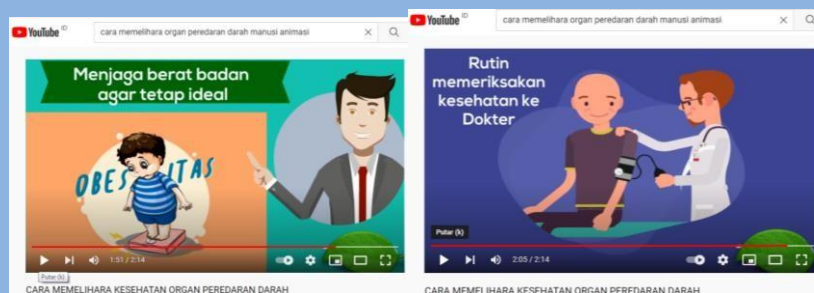 YouTube ID
cara memelihara organ peredaran darah manusi animasi
Menjaga berat badan
agar tetap ideal
OBESITAS
1:51 / 2:14
Putar (k)
CARA MEMELIHARA KESEHATAN ORGAN PEREDARAN DARAH
YouTube ID
cara memelihara organ peredaran darah manusi animasi
Rutin
memeriksakan
kesehatan ke
Dokter
Putar (k)
2:05 / 2:14
CARA MEMELIHARA KESEHATAN ORGAN PEREDARAN DARAH